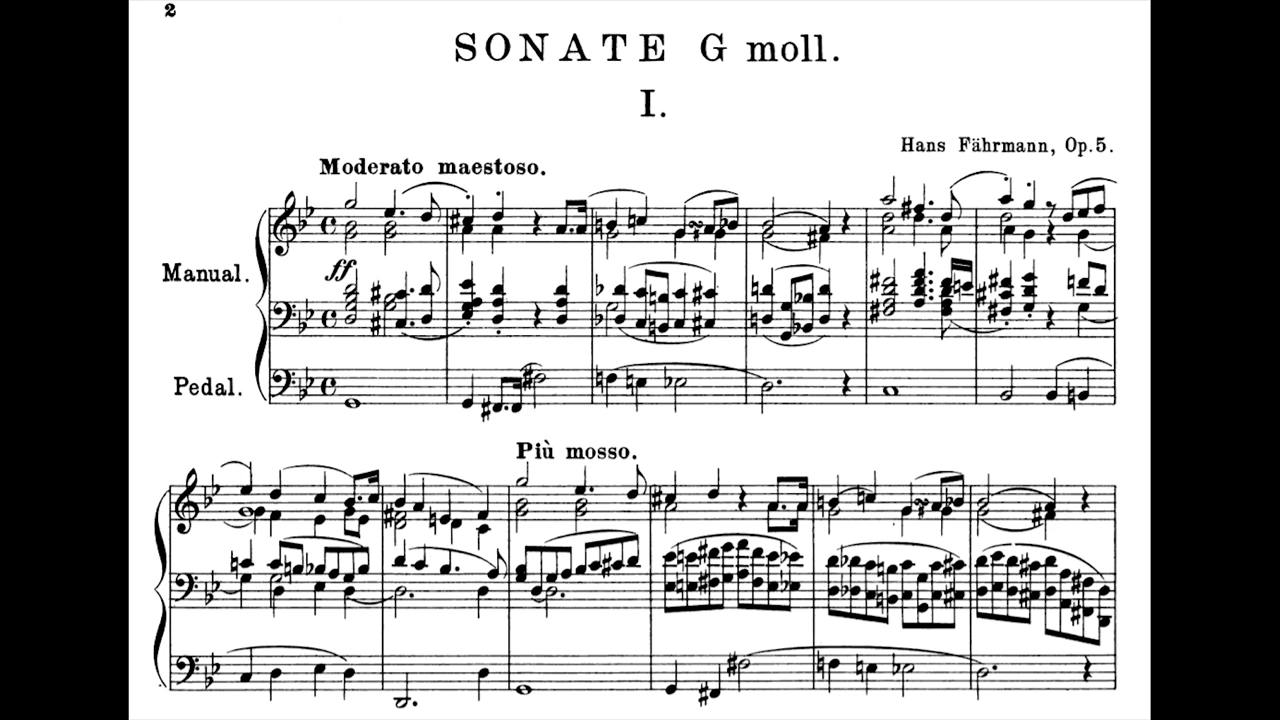 2
SONATE G moll.
I.
Hans Fährmann, Op. 5.
Moderato maestoso.
Manual.
ff
Pedal.
Più mosso.